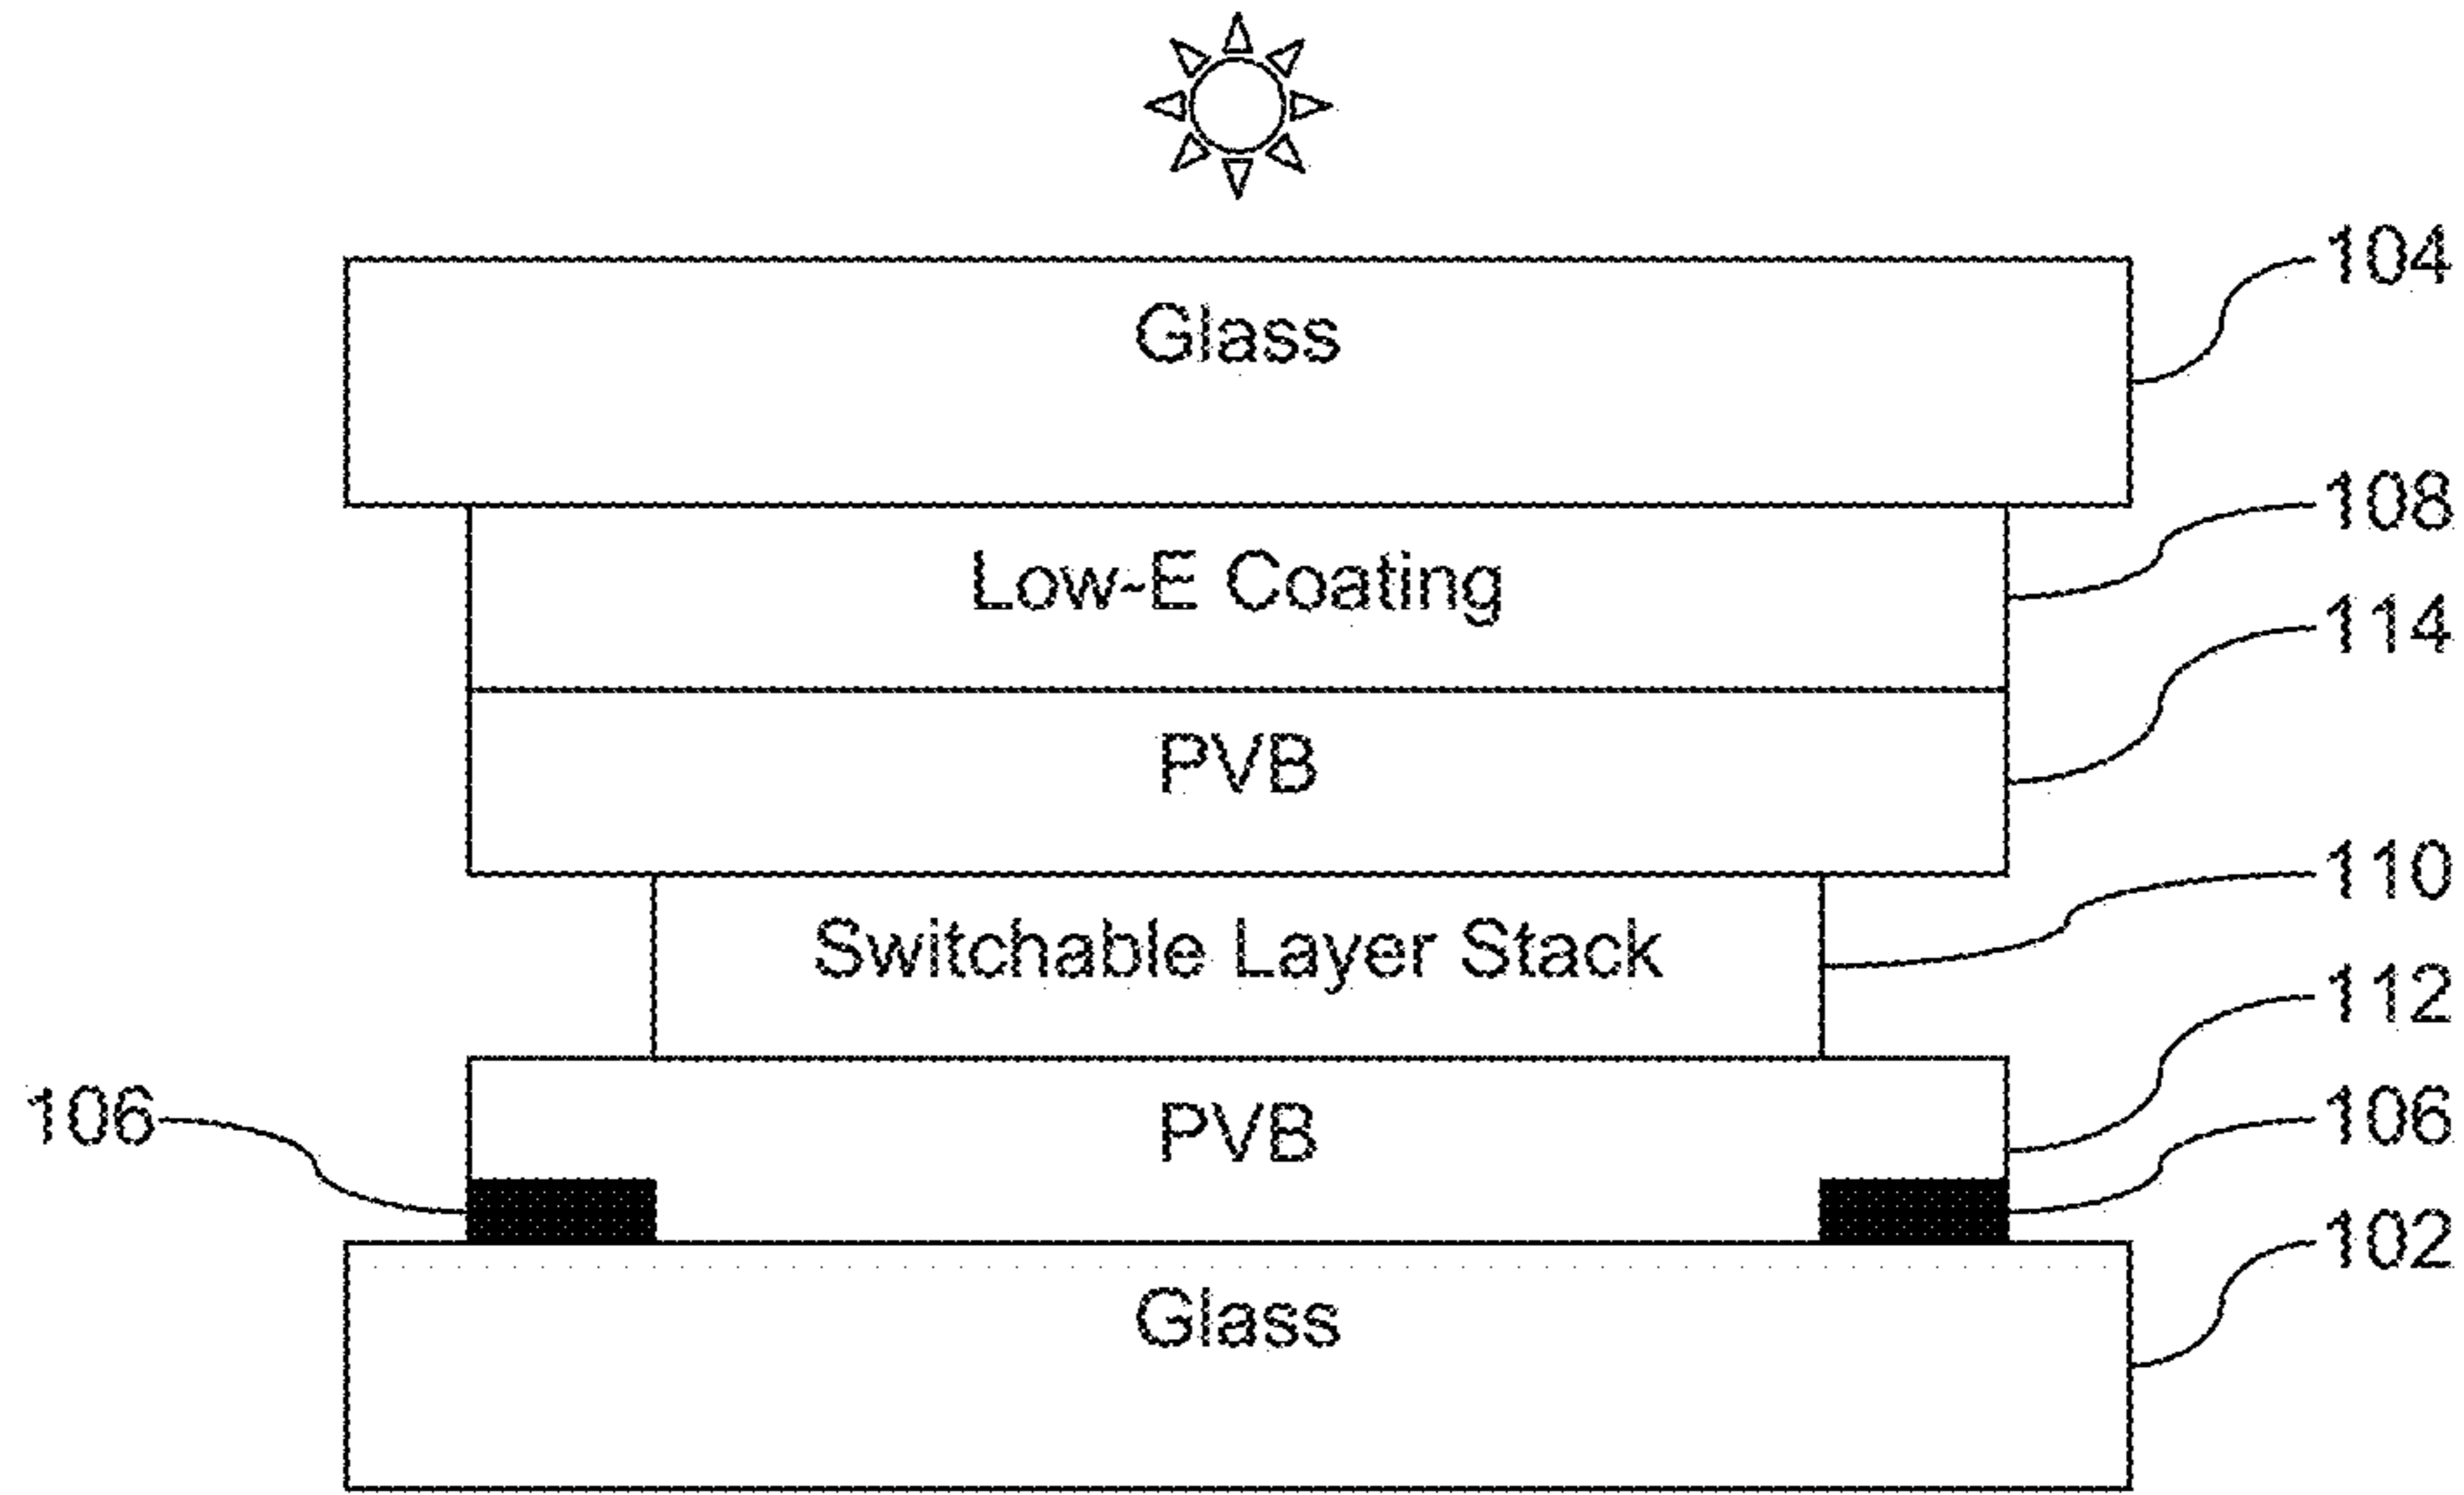 104
Glass
108
Low-E Coating
114
PVB
110
Switchable Layer Stack
112
106
PVB
106
102
Glass